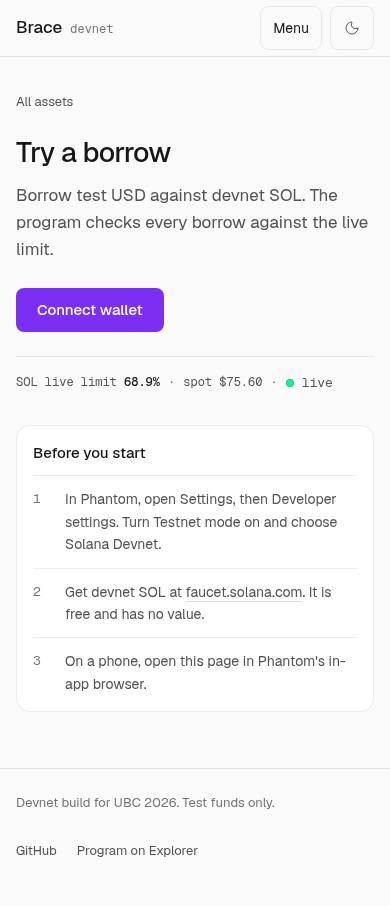 Brace devnet
Menu
All assets
Try a borrow
Borrow test USD against devnet SOL. The
program checks every borrow against the live
limit.
Connect wallet
SOL live limit 68.9% · spot $75.60 · live
Before you start
1 In Phantom, open Settings, then Developer
settings. Turn Testnet mode on and choose
Solana Devnet.
2 Get devnet SOL at faucet.solana.com. It is
free and has no value.
3 On a phone, open this page in Phantom's in-
app browser.
Devnet build for UBC 2026. Test funds only.
GitHub Program on Explorer